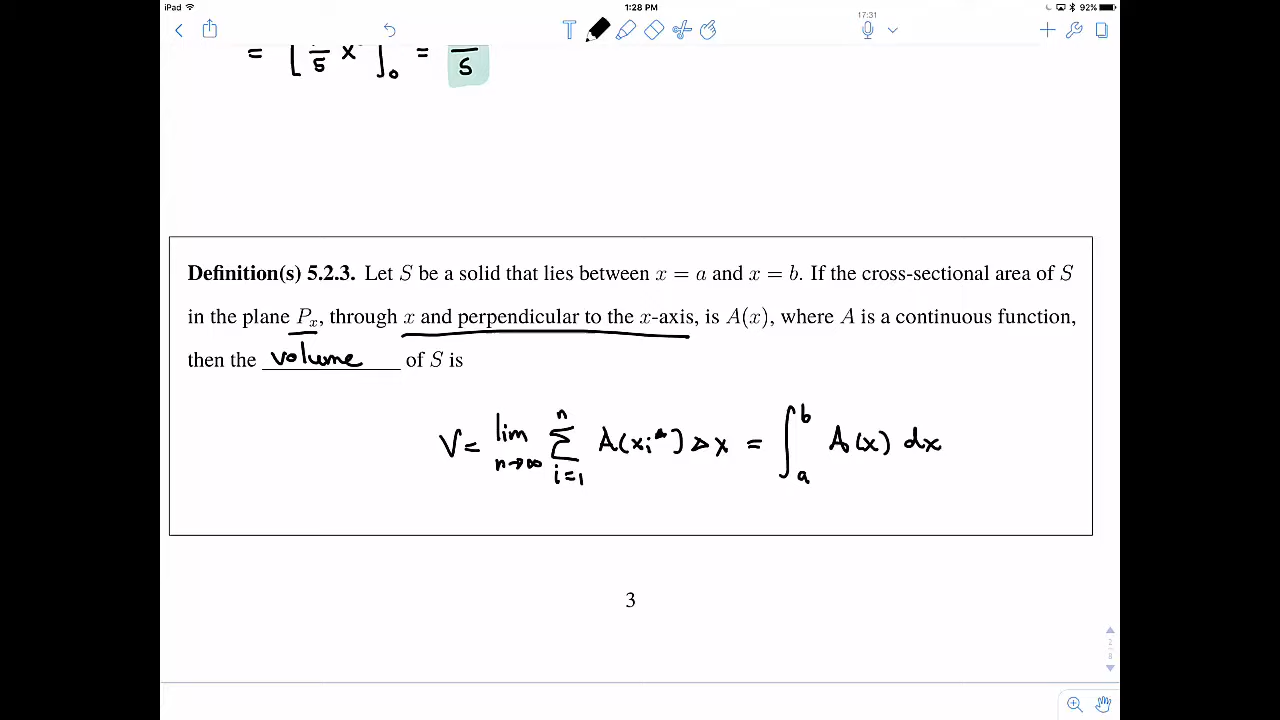 iPad 1:28 PM 92%
17:31
T
= [ — x ] = —
5 0 5
Definition(s) 5.2.3. Let S be a solid that lies between x = a and x = b. If the cross-sectional area of S
in the plane Pₓ, through x and perpendicular to the x-axis, is A(x), where A is a continuous function,
then the volume of S is
V = lim n→∞ ∑ i=1 n A(xi*) Δx = ∫ a b A(x) dx
3